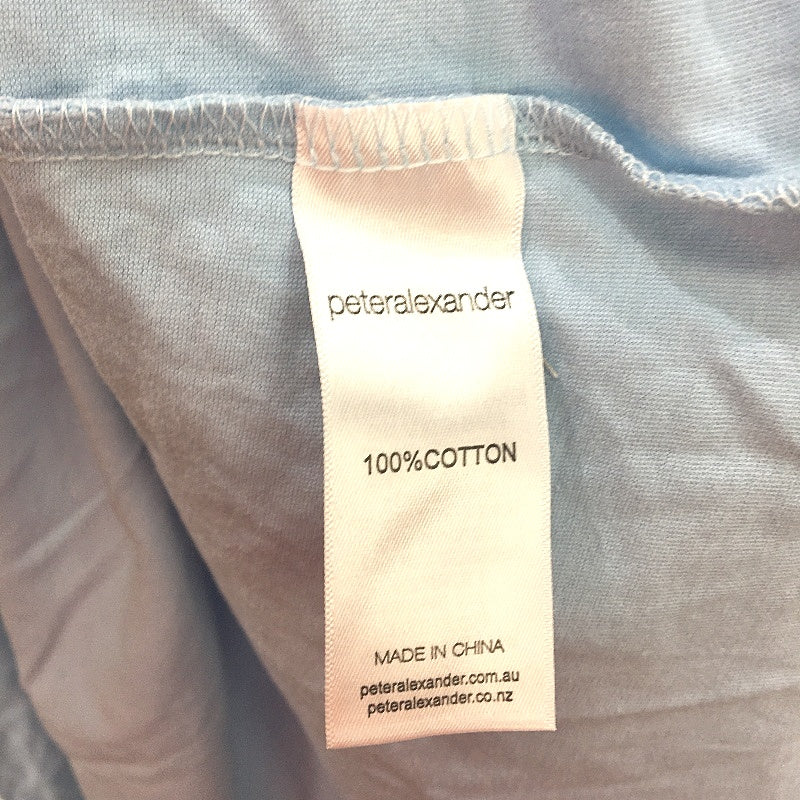 peteralexander
100%COTTON
MADE IN CHINA
peteralexander.com.au
peteralexander.co.nz